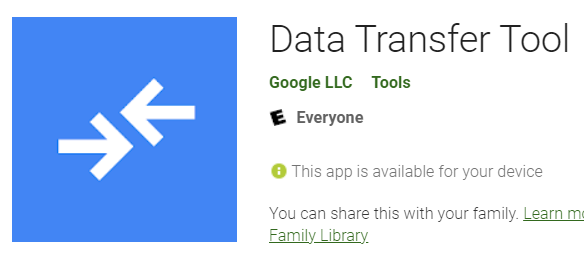 Data Transfer Tool
Google LLC Tools
E Everyone
This app is available for your device
You can share this with your family. Learn
Family Library